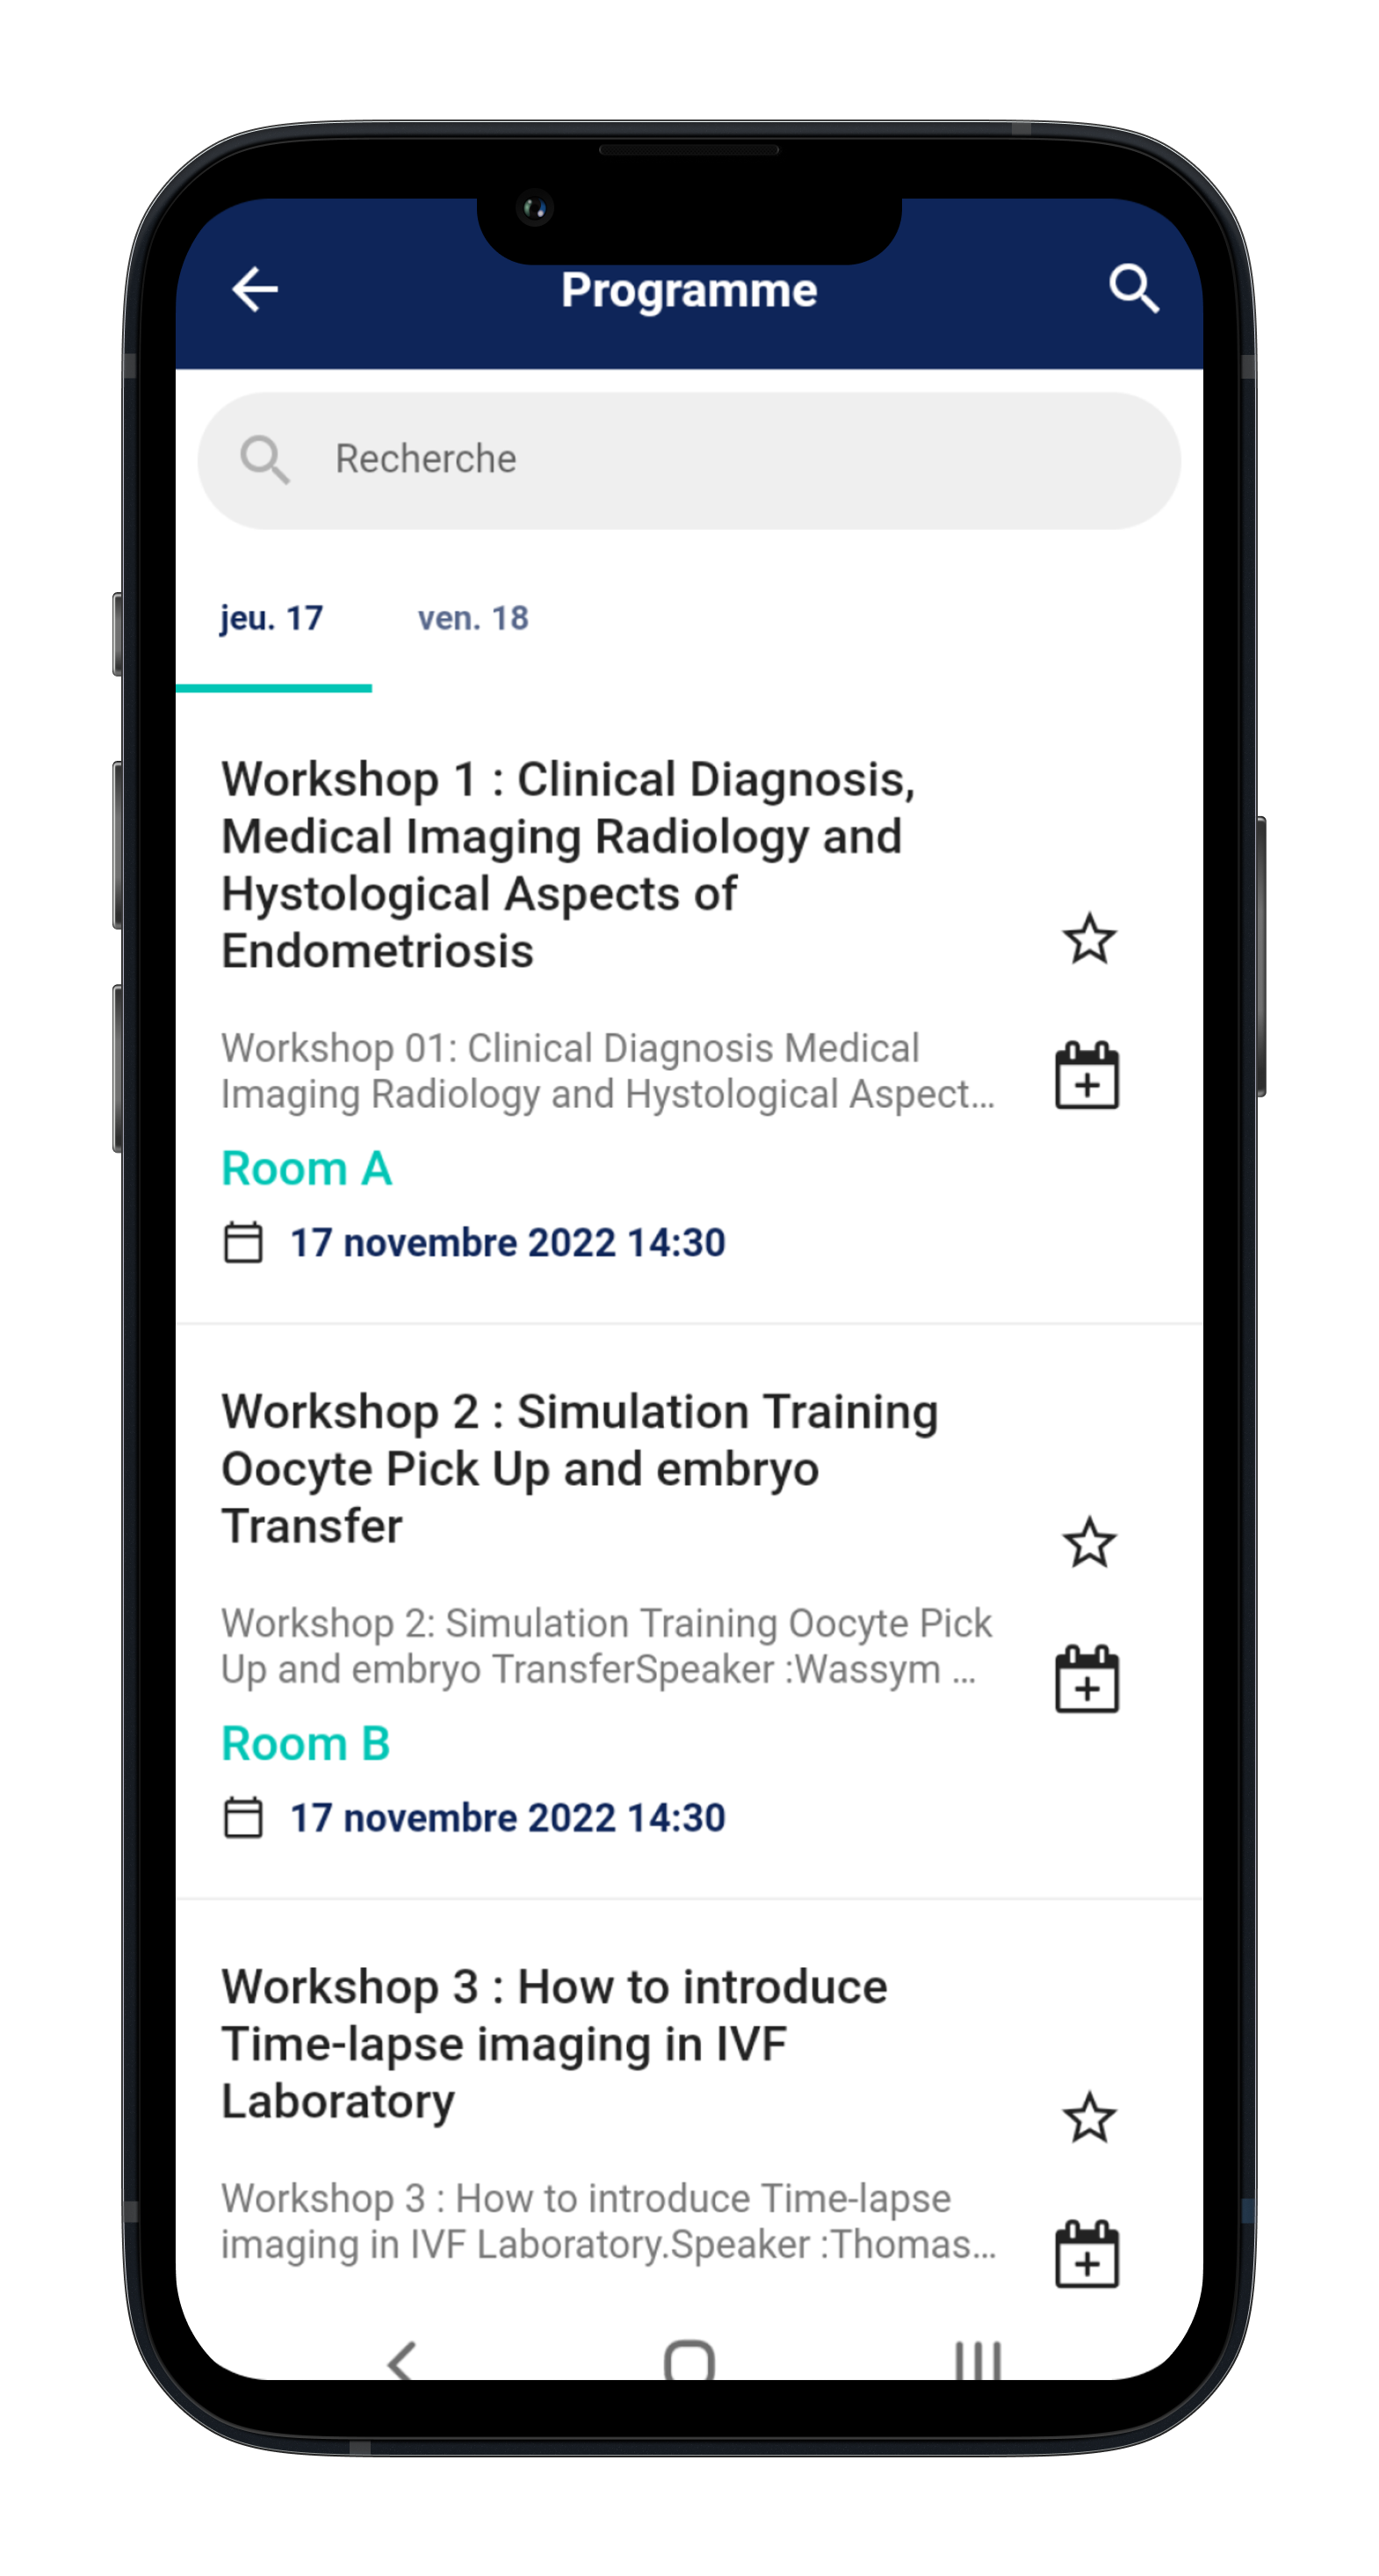 Programme
Recherche
jeu. 17 ven. 18
Workshop 1 : Clinical Diagnosis,
Medical Imaging Radiology and
Hystological Aspects of
Endometriosis
Workshop 01: Clinical Diagnosis Medical
Imaging Radiology and Hystological Aspect...
Room A
17 novembre 2022 14:30
Workshop 2 : Simulation Training
Oocyte Pick Up and embryo
Transfer
Workshop 2: Simulation Training Oocyte Pick
Up and embryo TransferSpeaker :Wassym ...
Room B
17 novembre 2022 14:30
Workshop 3 : How to introduce
Time-lapse imaging in IVF
Laboratory
Workshop 3 : How to introduce Time-lapse
imaging in IVF Laboratory.Speaker :Thomas...